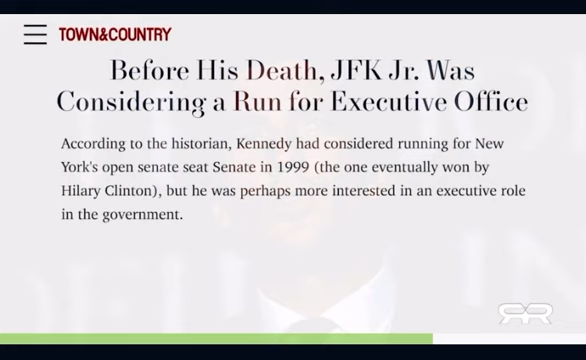 TOWN&COUNTRY
Before His Death, JFK Jr. Was
Considering a Run for Executive Office
According to the historian, Kennedy had considered running for New
York's open senate seat Senate in 1999 (the one eventually won by
Hilary Clinton), but he was perhaps more interested in an executive role
in the government.